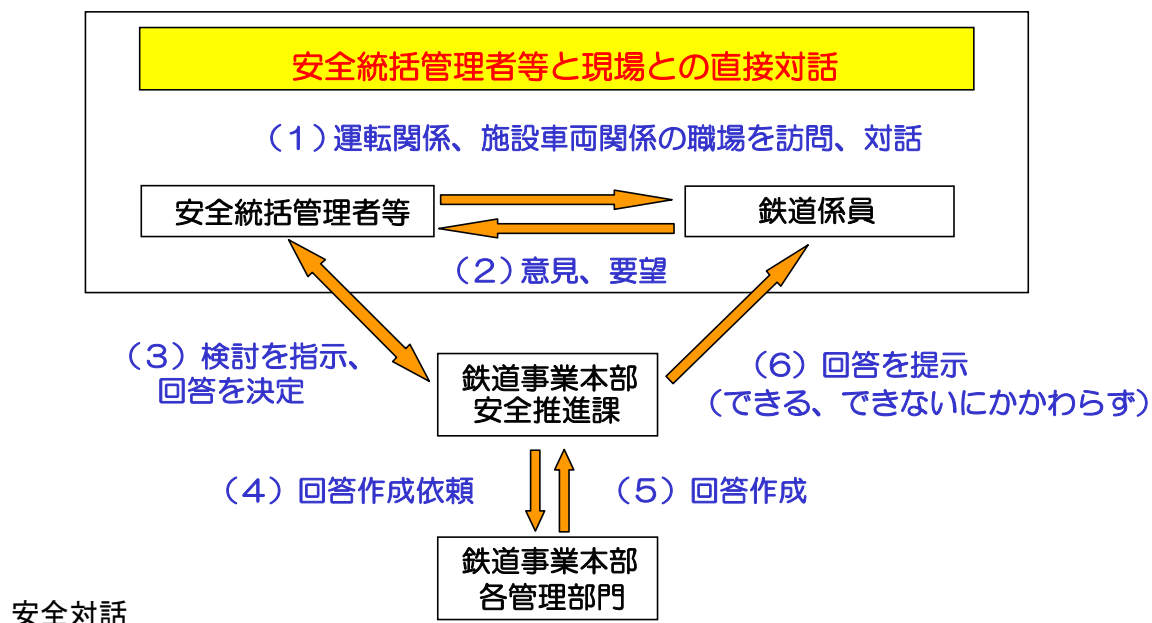 安全統括管理者等と現場との直接対話
（１）運転関係、施設車両関係の職場を訪問、対話
安全統括管理者等
鉄道係員
（２）意見、要望
（３）検討を指示、
回答を決定
鉄道事業本部
安全推進課
（６）回答を提示
（できる、できないにかかわらず）
（４）回答作成依頼
（５）回答作成
鉄道事業本部
各管理部門
安全対話